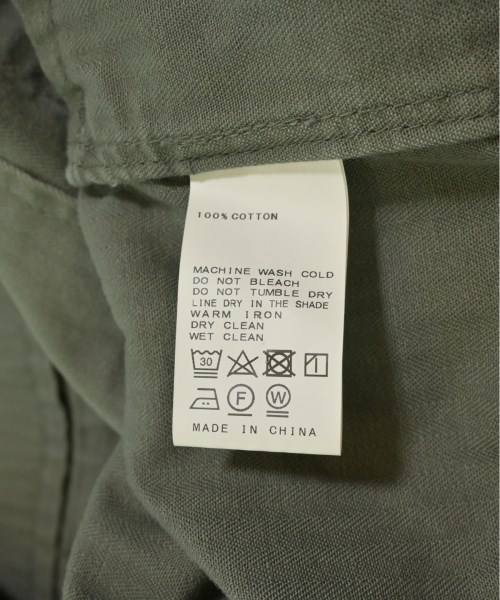 100% COTTON
MACHINE WASH COLD
DO NOT BLEACH
DO NOT TUMBLE DRY
LINE DRY IN THE SHADE
WARM IRON
DRY CLEAN
WET CLEAN
30
F W
MADE IN CHINA